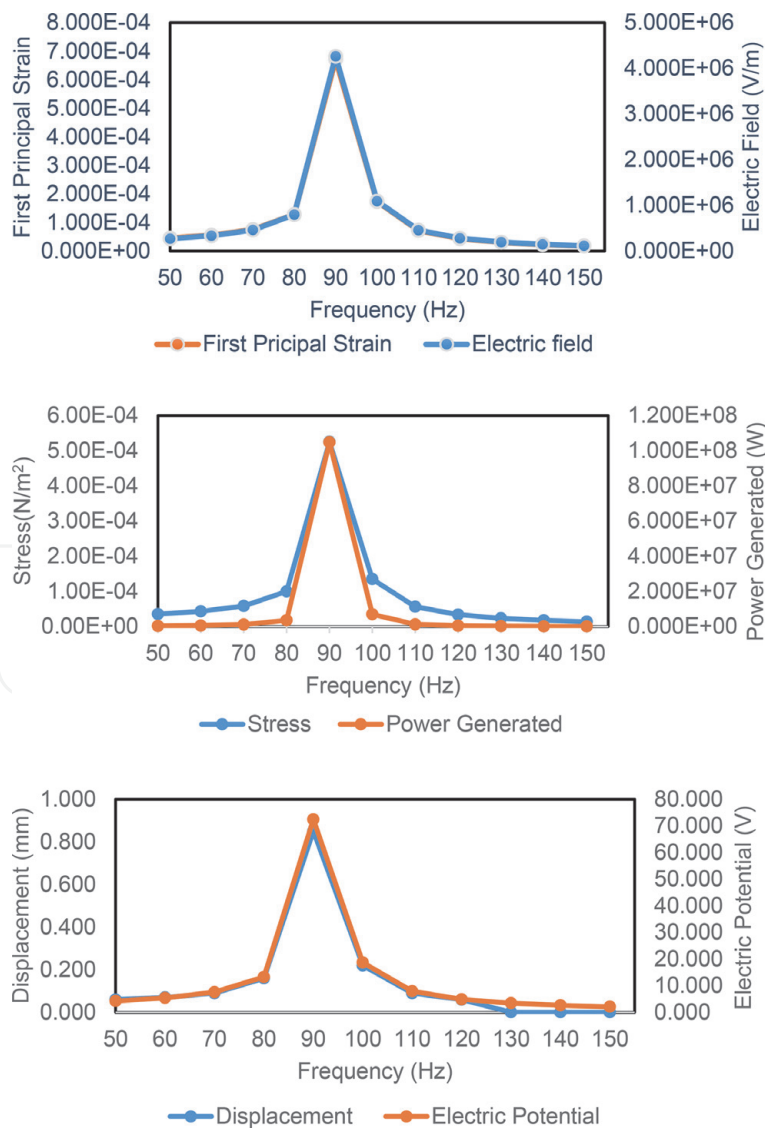 8.000E-04
7.000E-04
6.000E-04
5.000E-04
4.000E-04
3.000E-04
2.000E-04
1.000E-04
0.000E+00
First Principal Strain
5.000E+06
4.000E+06
3.000E+06
2.000E+06
1.000E+06
0.000E+00
Electric Field (V/m)
50 60 70 80 90 100 110 120 130 140 150
Frequency (Hz)
First Pricipal Strain Electric field
6.00E-04
5.00E-04
4.00E-04
3.00E-04
2.00E-04
1.00E-04
0.00E+00
Stress(N/m²)
1.200E+08
1.000E+08
8.000E+07
6.000E+07
4.000E+07
2.000E+07
0.000E+00
Power Generated (W)
50 60 70 80 90 100 110 120 130 140 150
Frequency (Hz)
Stress Power Generated
1.000
0.800
0.600
0.400
0.200
0.000
Displacement (mm)
80.000
70.000
60.000
50.000
40.000
30.000
20.000
10.000
0.000
Electric Potential (V)
50 60 70 80 90 100 110 120 130 140 150
Frequency (Hz)
Displacement Electric Potential